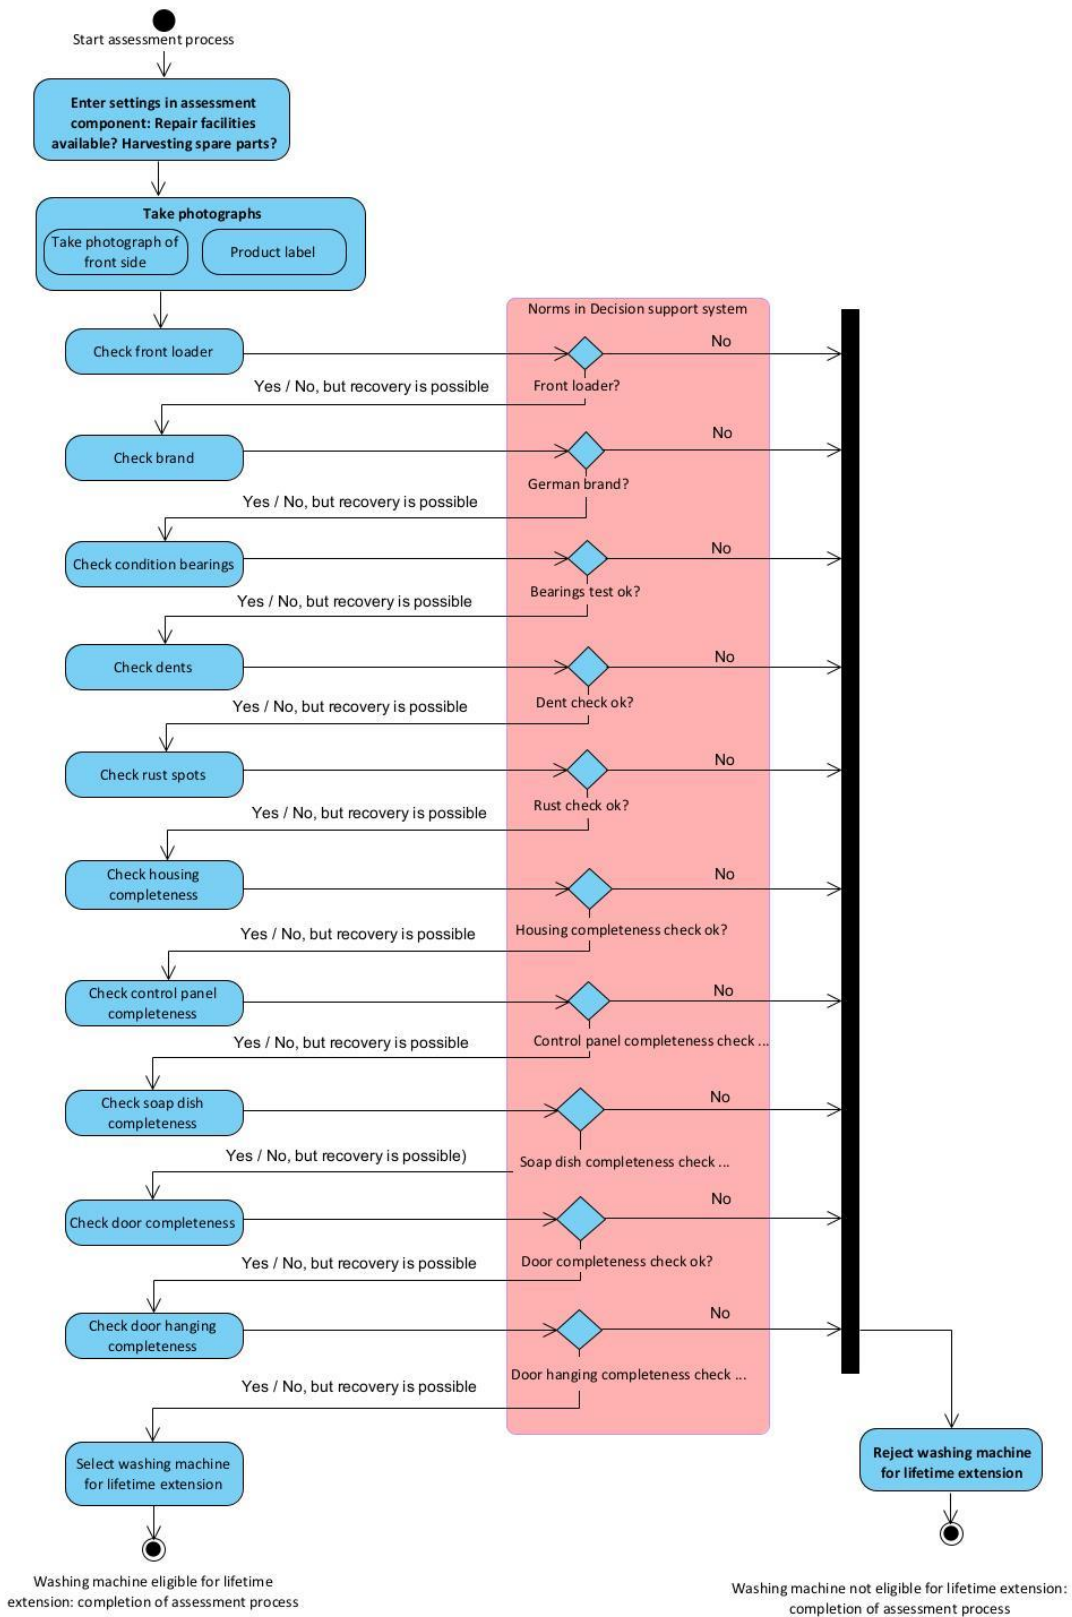 Start assessment process
Enter settings in assessment
component: Repair facilities
available? Harvesting spare parts?
Take photographs
Take photograph of
front side
Product label
Norms in Decision support system
Check front loader
No
Front loader?
Yes / No, but recovery is possible
Check brand
No
German brand?
Yes / No, but recovery is possible
Check condition bearings
No
Bearings test ok?
Yes / No, but recovery is possible
Check dents
No
Dent check ok?
Yes / No, but recovery is possible
Check rust spots
No
Rust check ok?
Yes / No, but recovery is possible
Check housing
completeness
No
Housing completeness check ok?
Yes / No, but recovery is possible
Check control panel
completeness
No
Control panel completeness check ...
Yes / No, but recovery is possible
Check soap dish
completeness
No
Soap dish completeness check ...
Yes / No, but recovery is possible)
Check door completeness
No
Door completeness check ok?
Yes / No, but recovery is possible
Check door hanging
completeness
No
Door hanging completeness check ...
Yes / No, but recovery is possible
Select washing machine
for lifetime extension
Reject washing machine
for lifetime extension
Washing machine eligible for lifetime
extension: completion of assessment process
Washing machine not eligible for lifetime extension:
completion of assessment process